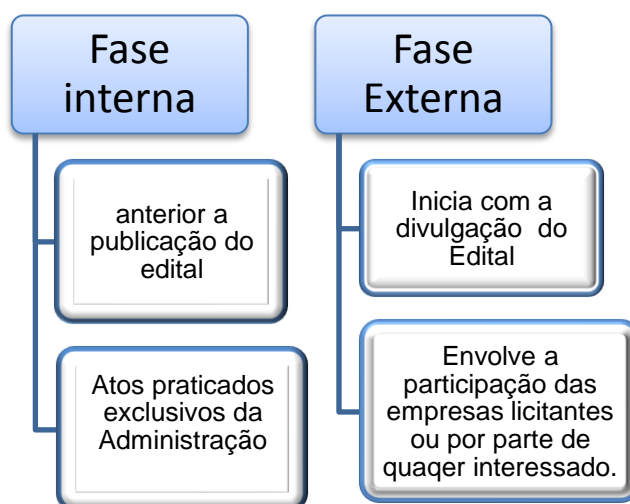 Fase
interna
anterior a
publicação do
edital
Atos praticados
exclusivos da
Administração
Fase
Externa
Inicia com a
divulgação do
Edital
Envolve a
participação das
empresas licitantes
ou por parte de
quaqer interessado.